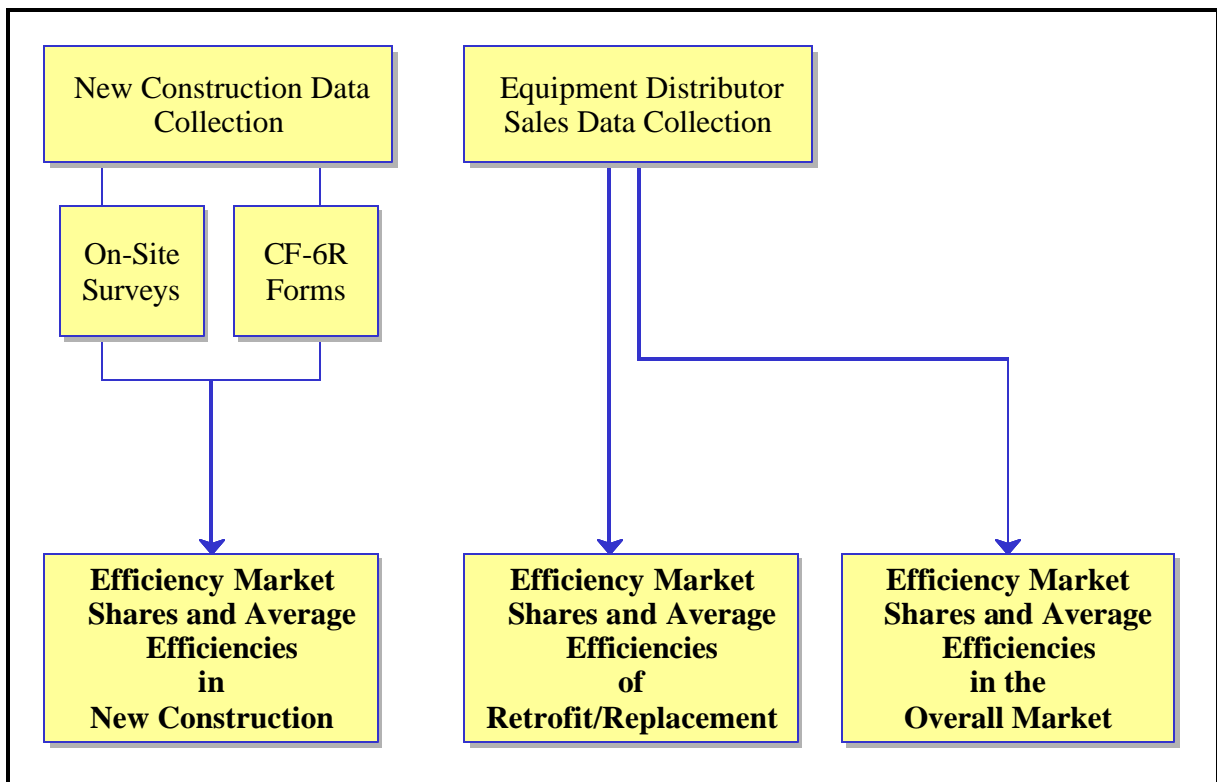 New Construction Data
Collection
Equipment Distributor
Sales Data Collection
On-Site
Surveys
CF-6R
Forms
Efficiency Market
Shares and Average
Efficiencies
in
New Construction
Efficiency Market
Shares and Average
Efficiencies
of
Retrofit/Replacement
Efficiency Market
Shares and Average
Efficiencies
in the
Overall Market